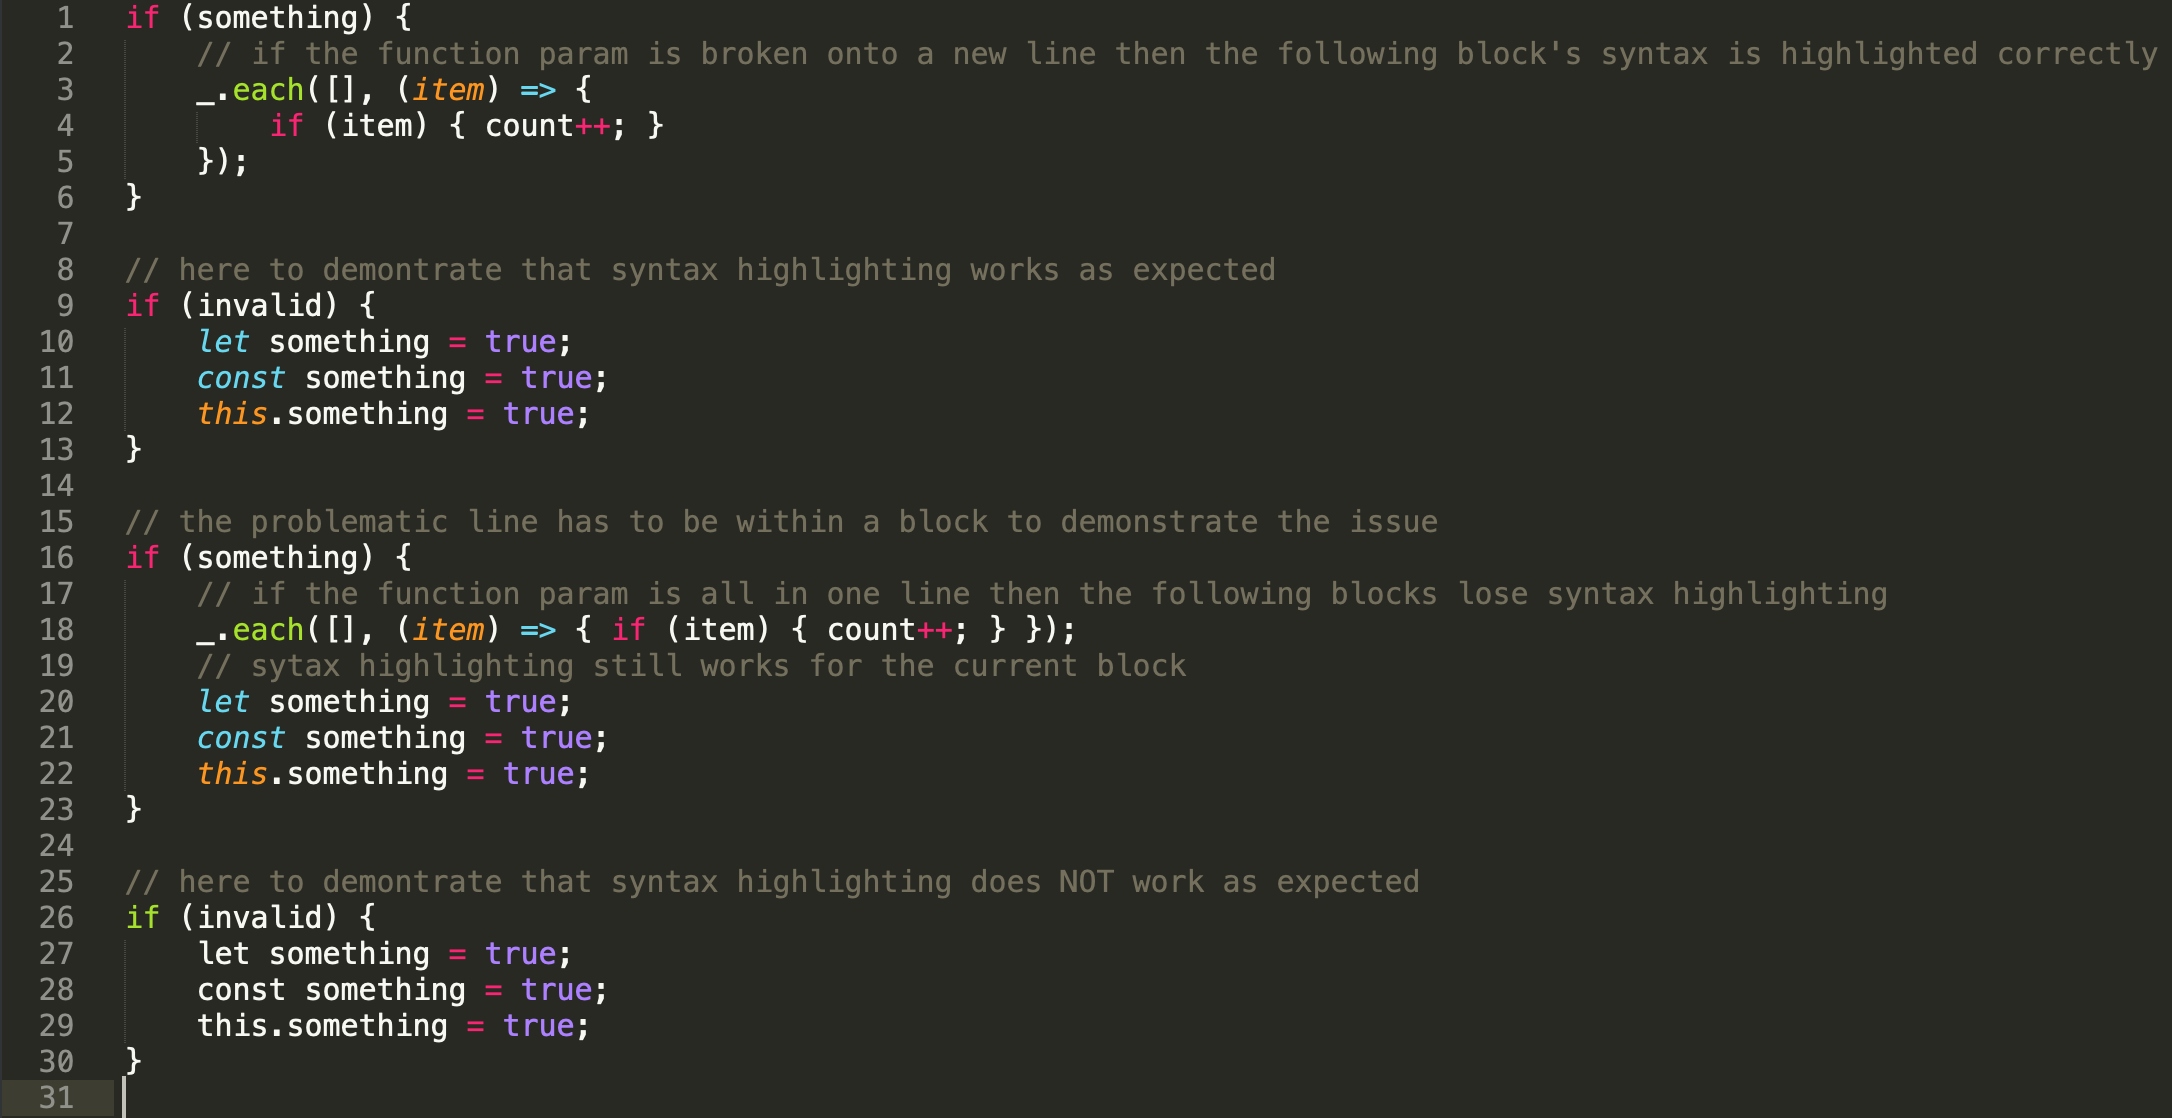 1 if (something) {
2 // if the function param is broken onto a new line then the following block's syntax is highlighted correctly
3 _.each([], (item) => {
4 if (item) { count++; }
5 });
6 }
7
8 // here to demontrate that syntax highlighting works as expected
9 if (invalid) {
10 let something = true;
11 const something = true;
12 this.something = true;
13 }
14
15 // the problematic line has to be within a block to demonstrate the issue
16 if (something) {
17 // if the function param is all in one line then the following blocks lose syntax highlighting
18 _.each([], (item) => { if (item) { count++; } });
19 // sytax highlighting still works for the current block
20 let something = true;
21 const something = true;
22 this.something = true;
23 }
24
25 // here to demontrate that syntax highlighting does NOT work as expected
26 if (invalid) {
27 let something = true;
28 const something = true;
29 this.something = true;
30 }
31